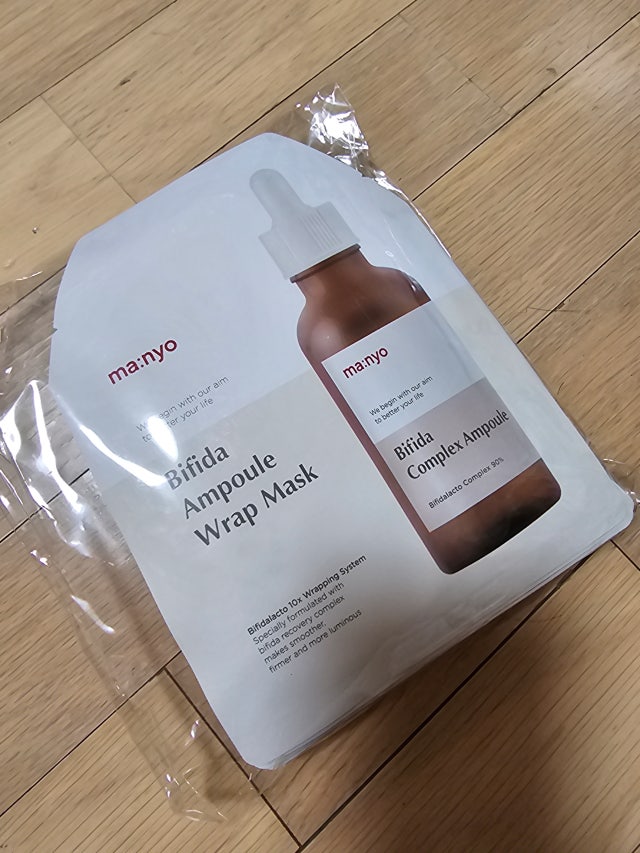 ma:nyo
We begin with our aim
to better your life
Bifida
Ampoule
Wrap Mask
Bifidalacto 10x Wrapping System
Specially formulated with
bifida recovery complex
makes smoother,
firmer and more luminous
ma:nyo
We begin with our aim
to better your life
Bifida
Complex Ampoule
Bifidalacto Complex 90%